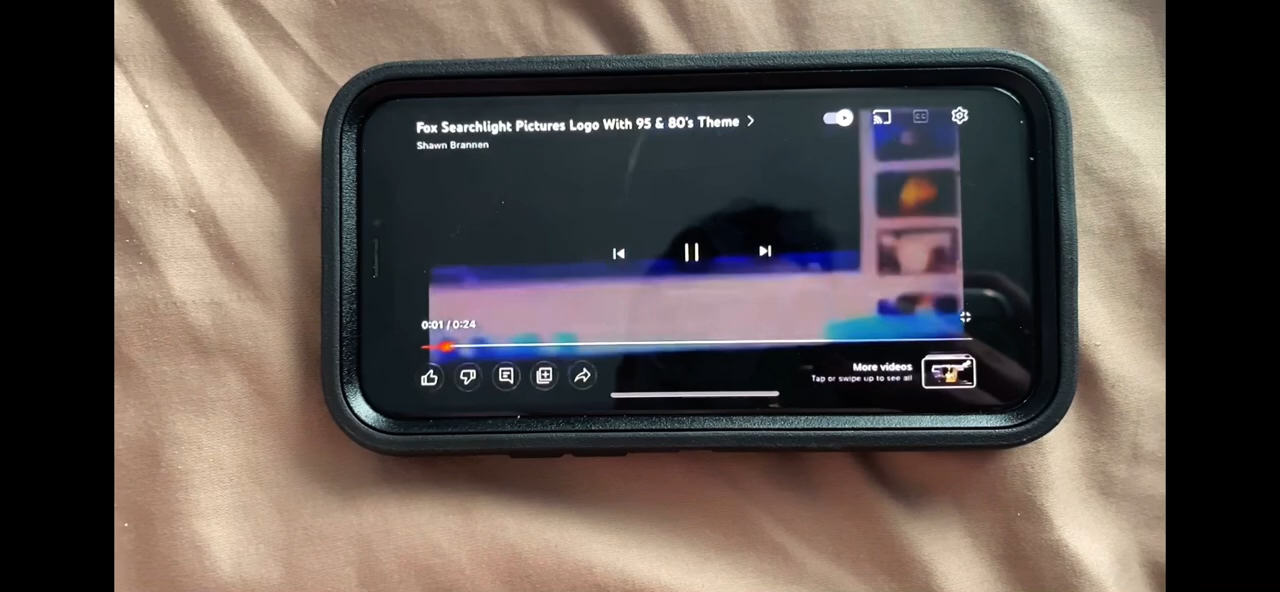 Fox Searchlight Pictures Logo With 95 & 80's Theme
Shawn Brannen
CC
0:01 / 0:24
More videos
Tap or swipe up to see all